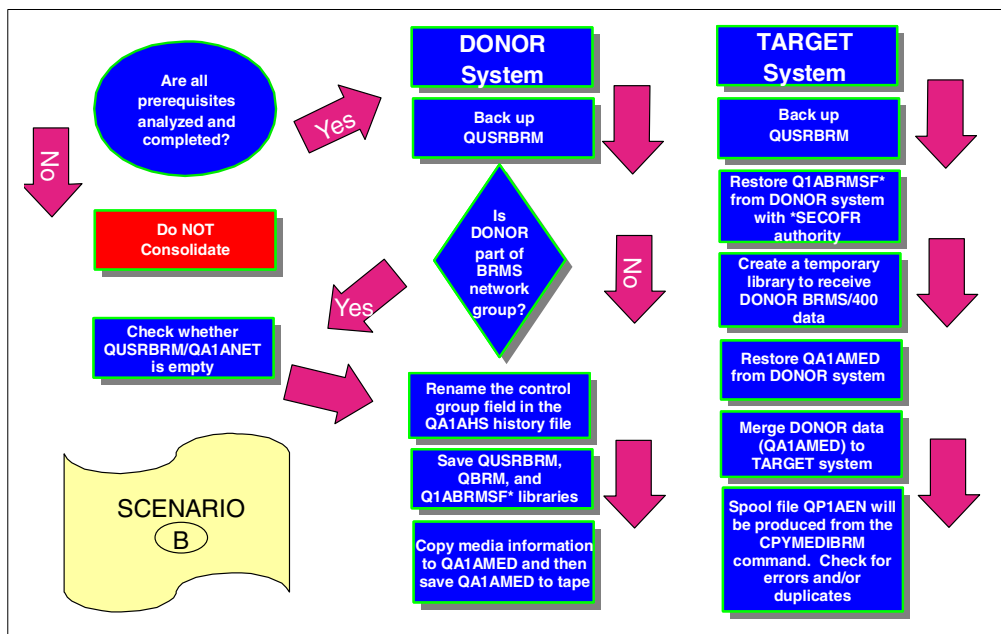 Are all
prerequisites
analyzed and
completed?
No
Yes
Do NOT
Consolidate
Check whether
QUSRBRM/QA1ANET
is empty
SCENARIO
B
DONOR
System
Back up
QUSRBRM
Is
DONOR
part of
BRMS
network
group?
Yes
No
Rename the control
group field in the
QA1AHS history file
Save QUSRBRM,
QBRM, and
Q1ABRMSF* libraries
Copy media information
to QA1AMED and then
save QA1AMED to tape
TARGET
System
Back up
QUSRBRM
Restore Q1ABRMSF*
from DONOR system
with *SECOFR
authority
Create a temporary
library to receive
DONOR BRMS/400
data
Restore QA1AMED
from DONOR system
Merge DONOR data
(QA1AMED) to
TARGET system
Spool file QP1AEN will
be produced from the
CPYMEDIBRM
command. Check for
errors and/or
duplicates